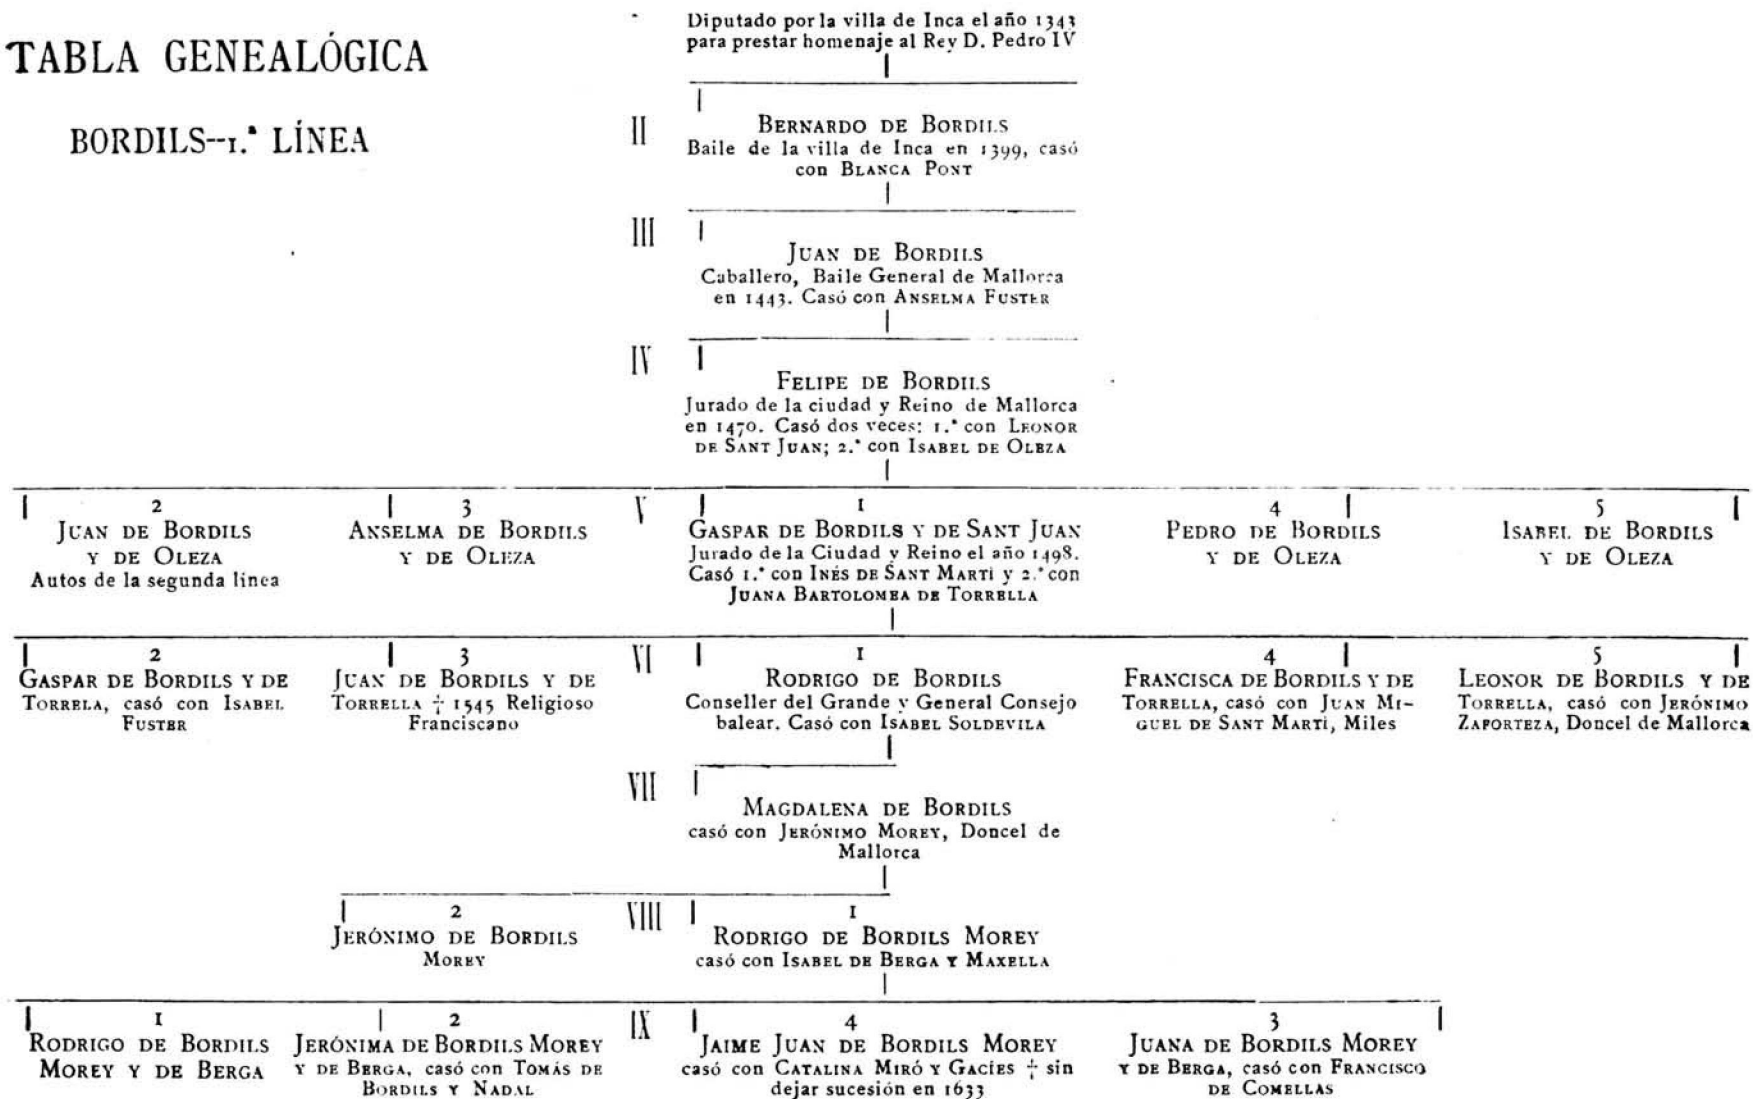 TABLA GENEALÓGICA
BORDILS--1.ª LÍNEA
Diputado por la villa de Inca el año 1343
para prestar homenaje al Rey D. Pedro IV
II
BERNARDO DE BORDILS
Baile de la villa de Inca en 1399, casó
con BLANCA PONT
III
JUAN DE BORDILS
Caballero, Baile General de Mallorca
en 1443. Casó con ANSELMA FUSTER
IV
FELIPE DE BORDILS
Jurado de la ciudad y Reino de Mallorca
en 1470. Casó dos veces: 1.ª con LEONOR
DE SANT JUAN; 2.ª con ISABEL DE OLEZA
2
JUAN DE BORDILS
Y DE OLEZA
Autos de la segunda línea
3
ANSELMA DE BORDILS
Y DE OLEZA
V
1
GASPAR DE BORDILS Y DE SANT JUAN
Jurado de la Ciudad y Reino el año 1498.
Casó 1.ª con INÉS DE SANT MARTÍ y 2.ª con
JUANA BARTOLOMEA DE TORRELLA
4
PEDRO DE BORDILS
Y DE OLEZA
5
ISABEL DE BORDILS
Y DE OLEZA
2
GASPAR DE BORDILS Y DE
TORRELA, casó con ISABEL
FUSTER
3
JUAN DE BORDILS Y DE
TORRELLA † 1545 Religioso
Franciscano
VI
1
RODRIGO DE BORDILS
Conseller del Grande y General Consejo
balear. Casó con ISABEL SOLDEVILA
4
FRANCISCA DE BORDILS Y DE
TORRELLA, casó con JUAN MI-
GUEL DE SANT MARTÍ, Miles
5
LEONOR DE BORDILS Y DE
TORRELLA, casó con JERÓNIMO
ZAFORTEZA, Doncel de Mallorca
VII
MAGDALENA DE BORDILS
casó con JERÓNIMO MOREY, Doncel de
Mallorca
2
JERÓNIMO DE BORDILS
MOREY
VIII
1
RODRIGO DE BORDILS MOREY
casó con ISABEL DE BERGA Y MAXELLA
1
RODRIGO DE BORDILS
MOREY Y DE BERGA
2
JERÓNIMA DE BORDILS MOREY
Y DE BERGA, casó con TOMÁS DE
BORDILS Y NADAL
IX
4
JAIME JUAN DE BORDILS MOREY
casó con CATALINA MIRÓ Y GACÍES † sin
dejar sucesión en 1633
3
JUANA DE BORDILS MOREY
Y DE BERGA, casó con FRANCISCO
DE COMELLAS